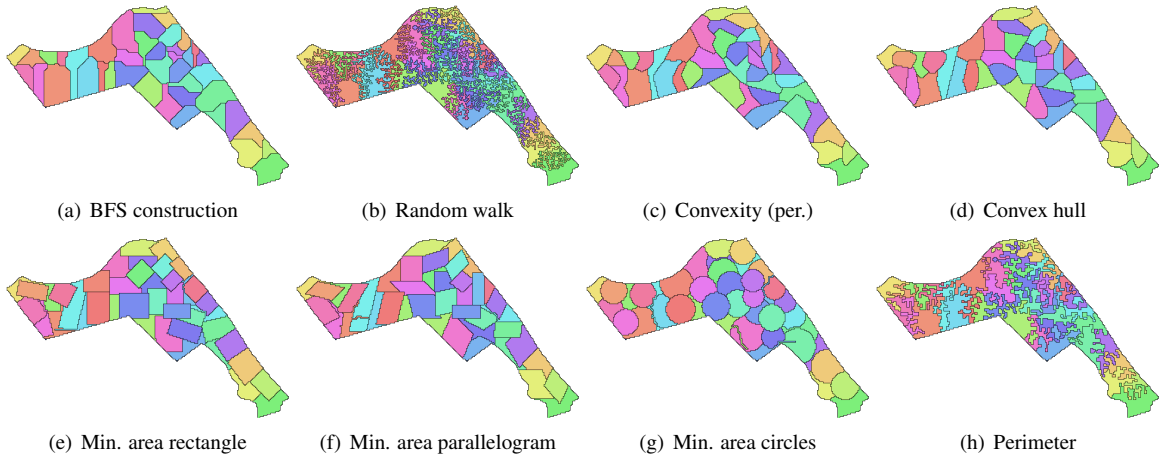 (a) BFS construction
(b) Random walk
(c) Convexity (per.)
(d) Convex hull
(e) Min. area rectangle
(f) Min. area parallelogram
(g) Min. area circles
(h) Perimeter